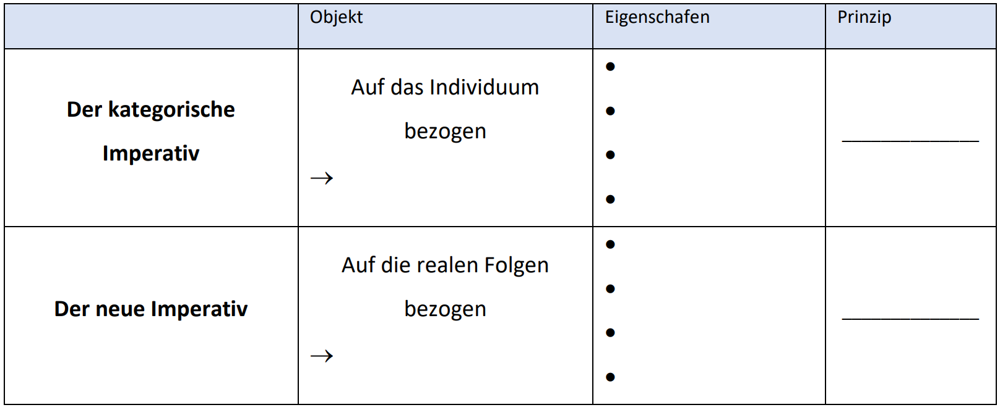 Objekt
Eigenschafen
Prinzip
Der kategorische
Imperativ
Auf das Individuum
bezogen
→
•
•
•
•
______________
Der neue Imperativ
Auf die realen Folgen
bezogen
→
•
•
•
•
______________